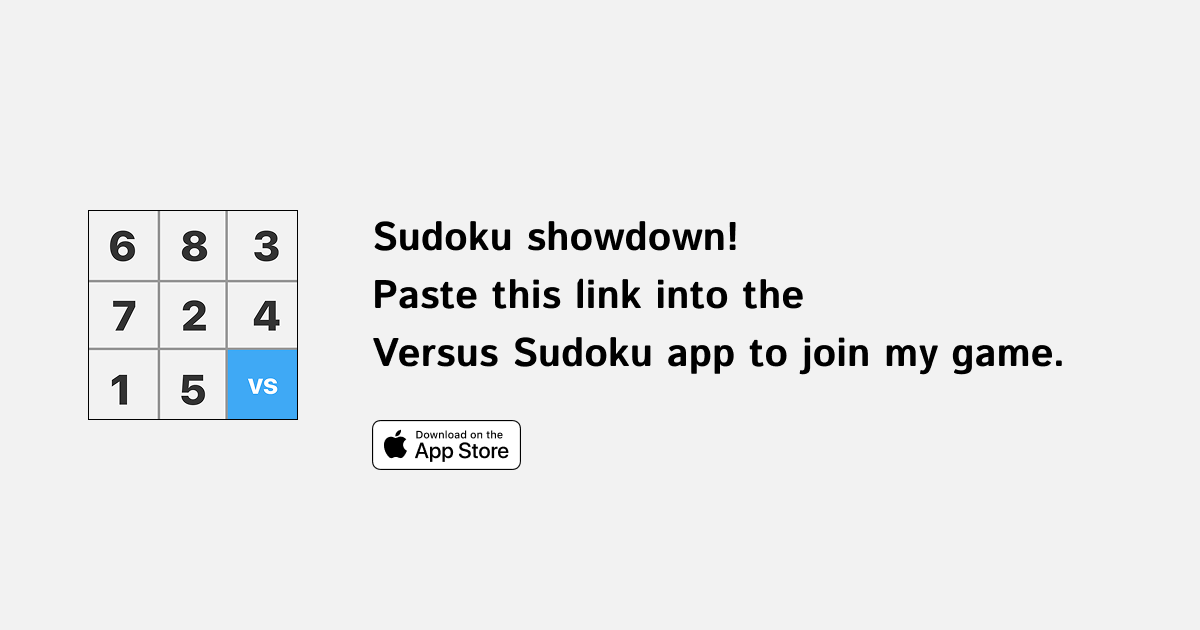 6 8 3
7 2 4
1 5 VS
Sudoku showdown!
Paste this link into the
Versus Sudoku app to join my game.
Download on the
App Store